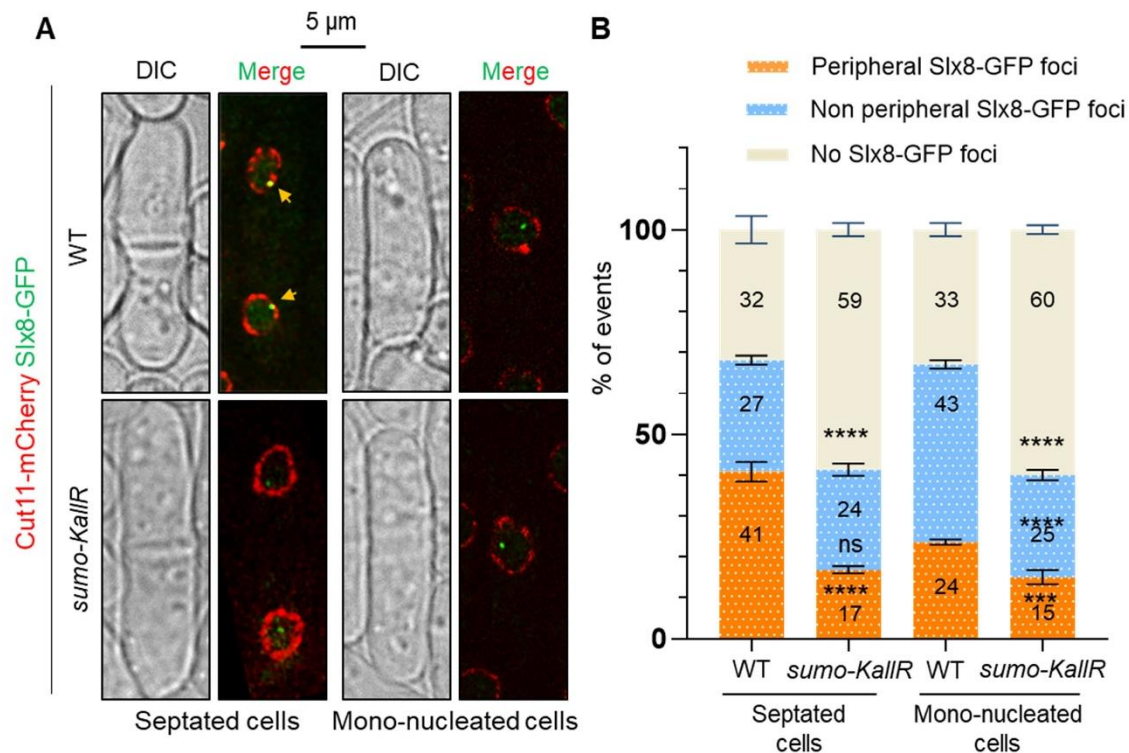 A
5 µm
DIC
Merge
DIC
Merge
Cut11-mCherry Slx8-GFP
WT
sumo-KallR
Septated cells
Mono-nucleated cells
B
Peripheral Slx8-GFP foci
Non peripheral Slx8-GFP foci
No Slx8-GFP foci
% of events
100
50
0
32
59
33
60
27
****
24
ns
43
****
****
25
41
****
17
24
***
15
WT
sumo-KallR
WT
sumo-KallR
Septated
cells
Mono-nucleated
cells